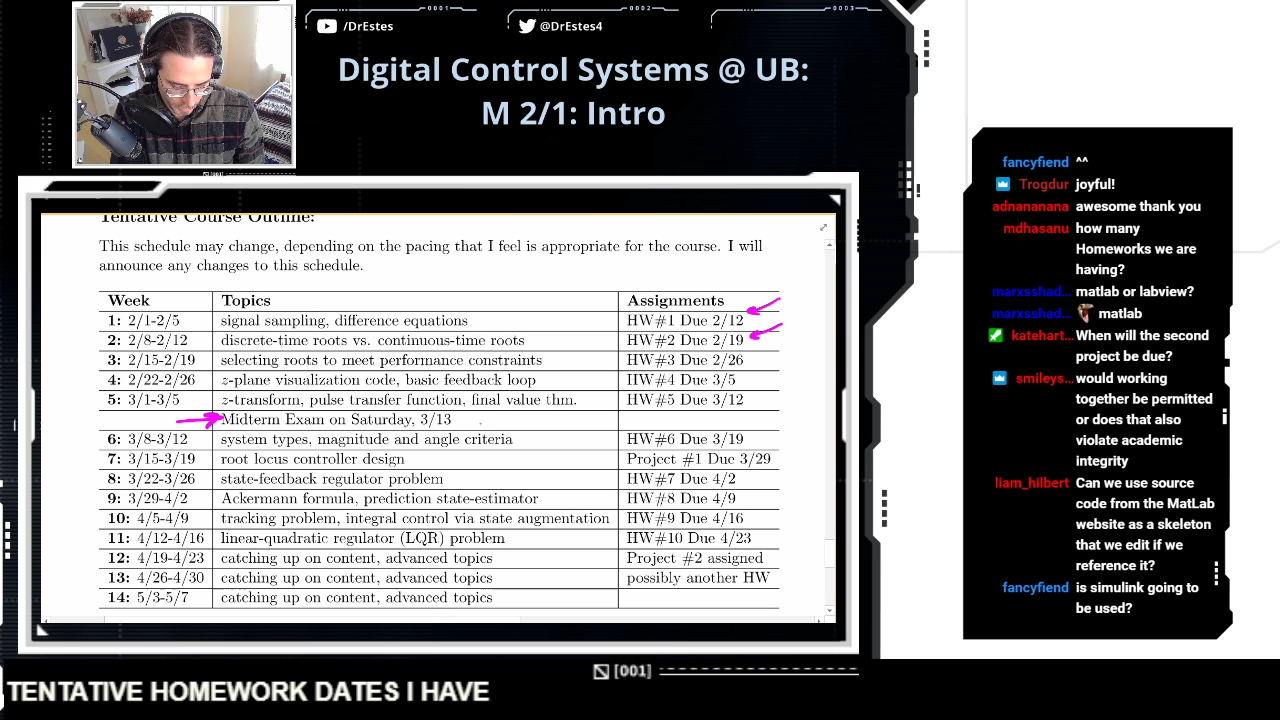 0001
0002
0003
/DrEstes
@DrEstes4
Digital Control Systems @ UB:
M 2/1: Intro
[001]
Tentative Course Outline:
This schedule may change, depending on the pacing that I feel is appropriate for the course. I will
announce any changes to this schedule.
Week Topics Assignments
1: 2/1-2/5 signal sampling, difference equations HW#1 Due 2/12
2: 2/8-2/12 discrete-time roots vs. continuous-time roots HW#2 Due 2/19
3: 2/15-2/19 selecting roots to meet performance constraints HW#3 Due 2/26
4: 2/22-2/26 z-plane visualization code, basic feedback loop HW#4 Due 3/5
5: 3/1-3/5 z-transform, pulse transfer function, final value thm. HW#5 Due 3/12
Midterm Exam on Saturday, 3/13
6: 3/8-3/12 system types, magnitude and angle criteria HW#6 Due 3/19
7: 3/15-3/19 root locus controller design Project #1 Due 3/29
8: 3/22-3/26 state-feedback regulator problem HW#7 Due 4/2
9: 3/29-4/2 Ackermann formula, prediction state-estimator HW#8 Due 4/9
10: 4/5-4/9 tracking problem, integral control via state augmentation HW#9 Due 4/16
11: 4/12-4/16 linear-quadratic regulator (LQR) problem HW#10 Due 4/23
12: 4/19-4/23 catching up on content, advanced topics Project #2 assigned
13: 4/26-4/30 catching up on content, advanced topics possibly another HW
14: 5/3-5/7 catching up on content, advanced topics
fancyfiend ^^
Trogdur joyful!
adnananana awesome thank you
mdhasanu how many
Homeworks we are
having?
marxsshad... matlab or labview?
marxsshad... matlab
katehart... When will the second
project be due?
smileys... would working
together be permitted
or does that also
violate academic
integrity
liam_hilbert Can we use source
code from the MatLab
website as a skeleton
that we edit if we
reference it?
fancyfiend is simulink going to
be used?
[001]
TENTATIVE HOMEWORK DATES I HAVE